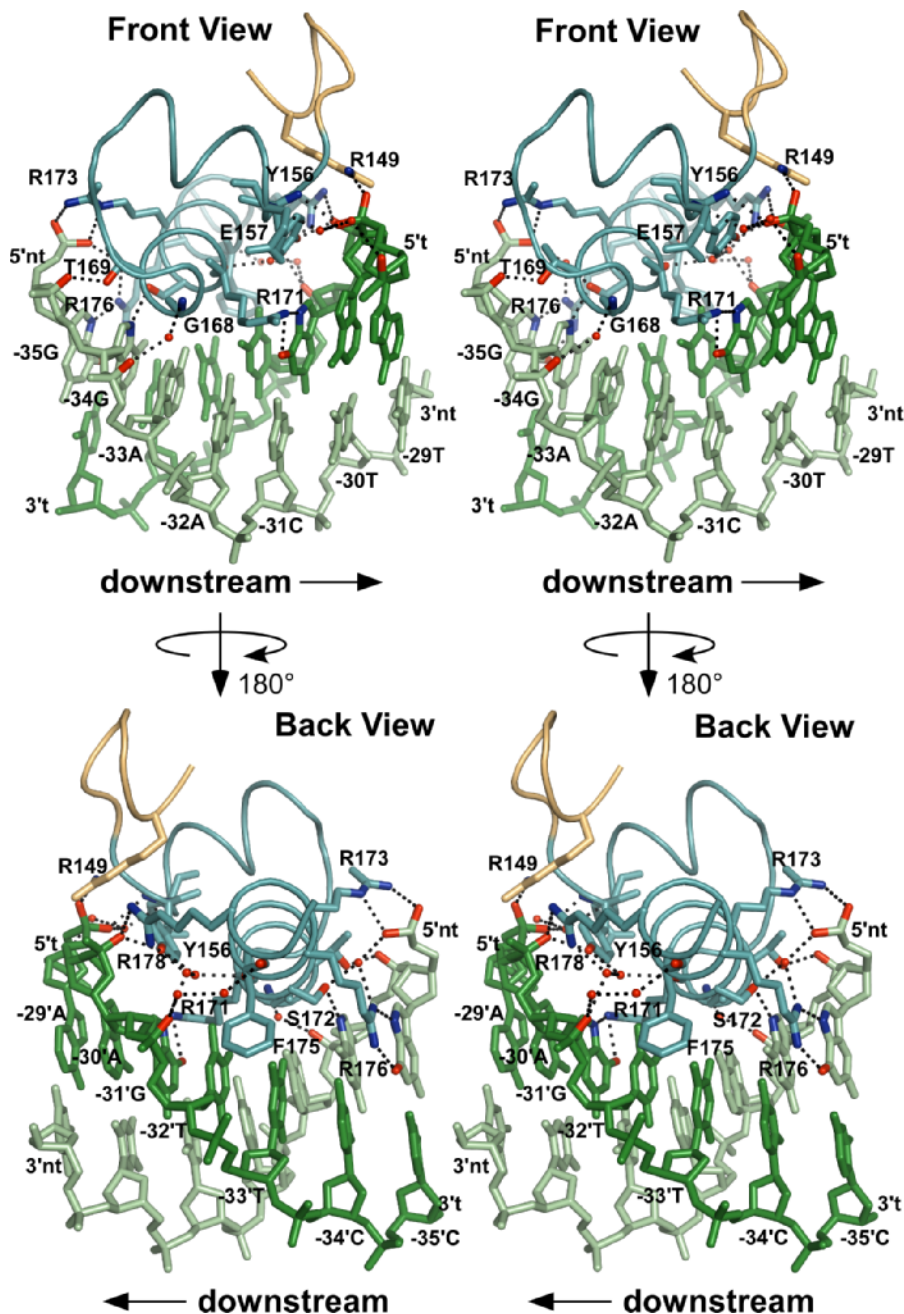 Front View
Front View
R149
R149
Y156
Y156
R173
R173
E157
E157
5'nt
5'nt
5't
5't
T169
T169
R176
R171
R176
R171
G168
G168
-35G
-35G
-34G
-34G
3'nt
3'nt
-33A
-29T
-33A
-29T
-30T
-30T
3't
3't
-32A
-31C
-32A
-31C
downstream
downstream
180°
180°
Back View
Back View
R149
R173
R149
R173
5'nt
5'nt
5't
Y156
5't
Y156
R178
R178
-29'A
R171
-29'A
R171
S172
S172
-30'A
F175
-30'A
F175
R176
R176
-31'G
-31'G
-32'T
-32'T
3'nt
3'nt
-33'T
3't
-33'T
3't
-34'C
-35'C
-34'C
-35'C
downstream
downstream